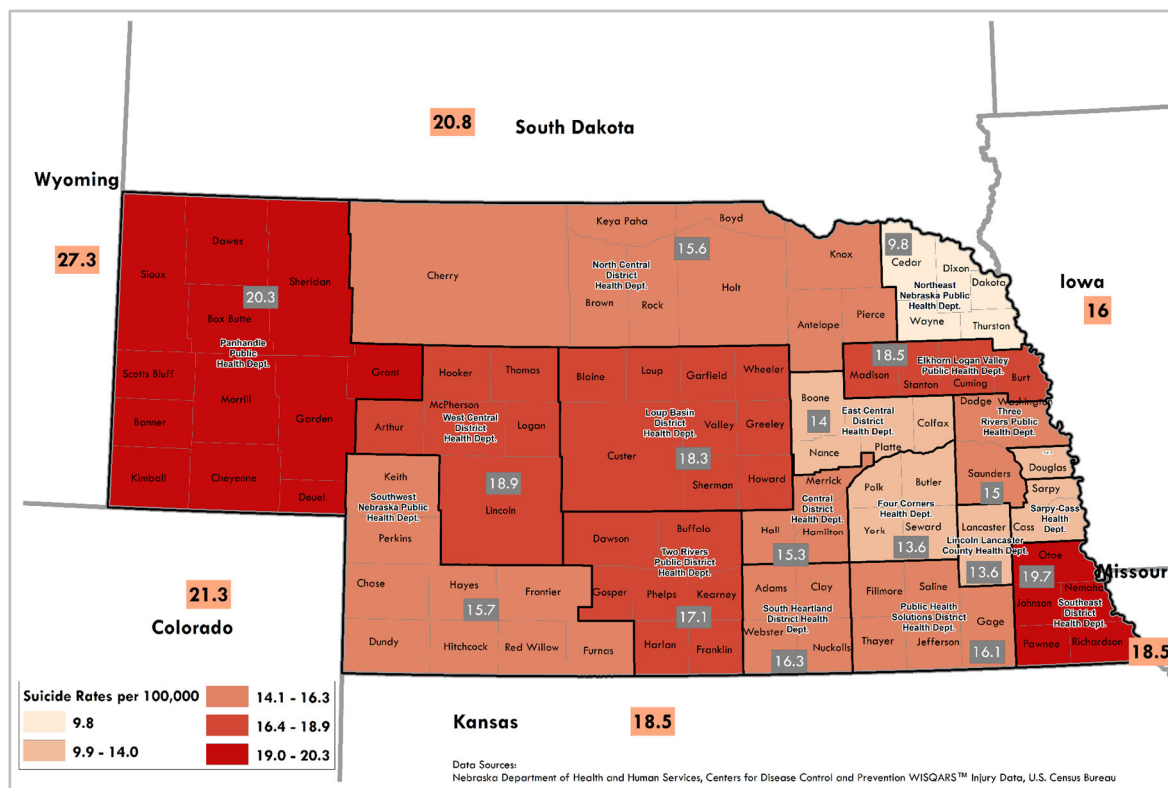 20.8
South Dakota
Wyoming
27.3
Iowa
16
21.3
Colorado
Kansas
18.5
Missouri
18.5
Sioux
Dawes
Sheridan
20.3
Box Butte
Panhandle
Public
Health Dept.
Scotts Bluff
Morrill
Garden
Grant
Banner
Kimball
Cheyenne
Deuel
Cherry
Keya Paha
Boyd
15.6
North Central
District
Health Dept.
Brown
Rock
Holt
Knox
Antelope
Pierce
9.8
Cedar
Dixon
Dakota
Northeast
Nebraska Public
Health Dept.
Wayne
Thurston
18.5
Elkhorn Logan Valley
Public Health Dept.
Madison
Stanton
Cuming
Burt
Hooker
Thomas
McPherson
West Central
District
Health Dept.
Arthur
Logan
18.9
Lincoln
Blaine
Loup
Garfield
Wheeler
Loup Basin
District
Health Dept.
Valley
Greeley
Custer
18.3
Sherman
Howard
Boone
14
East Central
District
Health Dept.
Colfax
Nance
Platte
Dodge
Washington
Three
Rivers Public
Health Dept.
Saunders
15
Douglas
Sarpy
Sarpy-Cass
Health
Dept.
Cass
Keith
Southwest
Nebraska Public
Health Dept.
Perkins
Chase
Hayes
Frontier
15.7
Dundy
Hitchcock
Red Willow
Furnas
Dawson
Buffalo
Two Rivers
Public District
Health Dept.
Gosper
Phelps
Kearney
17.1
Harlan
Franklin
Merrick
Central
District
Health Dept.
Hall
Hamilton
15.3
Polk
Butler
Four Corners
Health Dept.
York
Seward
13.6
Lancaster
Lincoln Lancaster
County Health Dept.
13.6
Adams
Clay
South Heartland
District Health
Dept.
Webster
Nuckolls
16.3
Fillmore
Saline
Public Health
Solutions District
Health Dept.
Gage
Thayer
Jefferson
16.1
Otoe
19.7
Nemaha
Johnson
Southeast
District
Health Dept.
Pawnee
Richardson
Suicide Rates per 100,000
9.8
9.9 - 14.0
14.1 - 16.3
16.4 - 18.9
19.0 - 20.3
Data Sources:
Nebraska Department of Health and Human Services, Centers for Disease Control and Prevention WISQARS™ Injury Data, U.S. Census Bureau